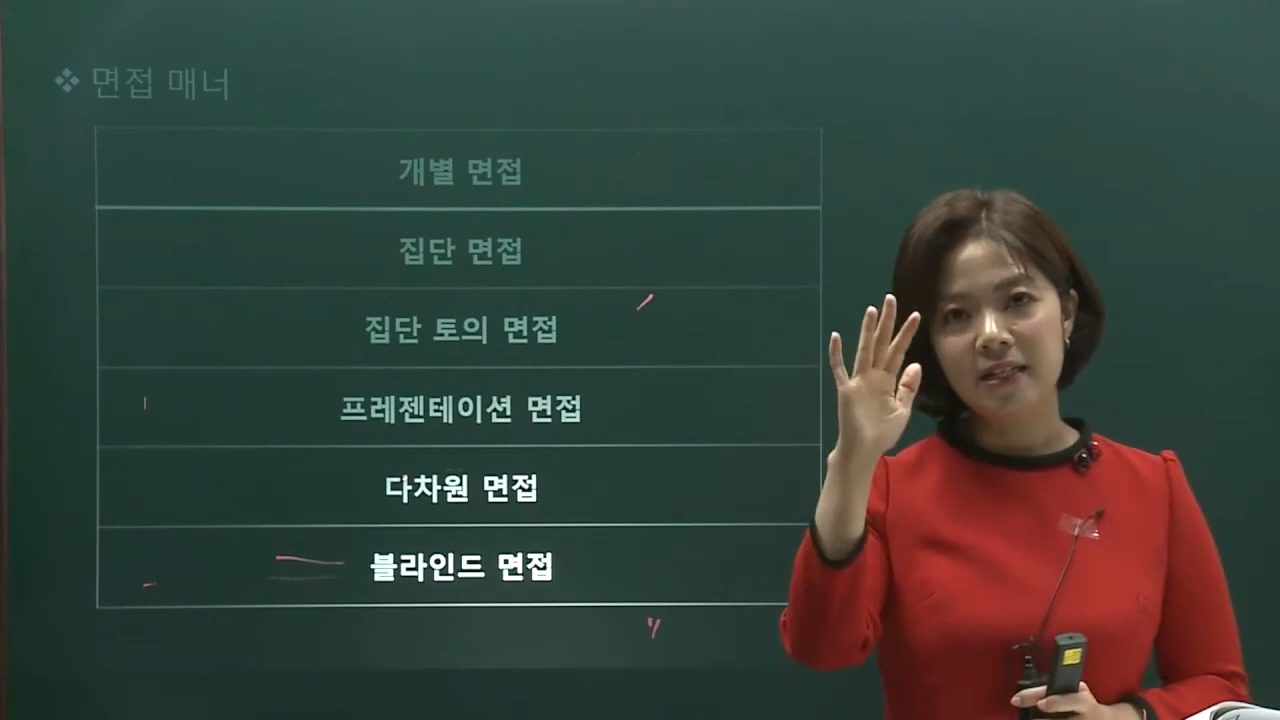 ❖ 면접 매너
개별 면접
집단 면접
집단 토의 면접
프레젠테이션 면접
다차원 면접
블라인드 면접